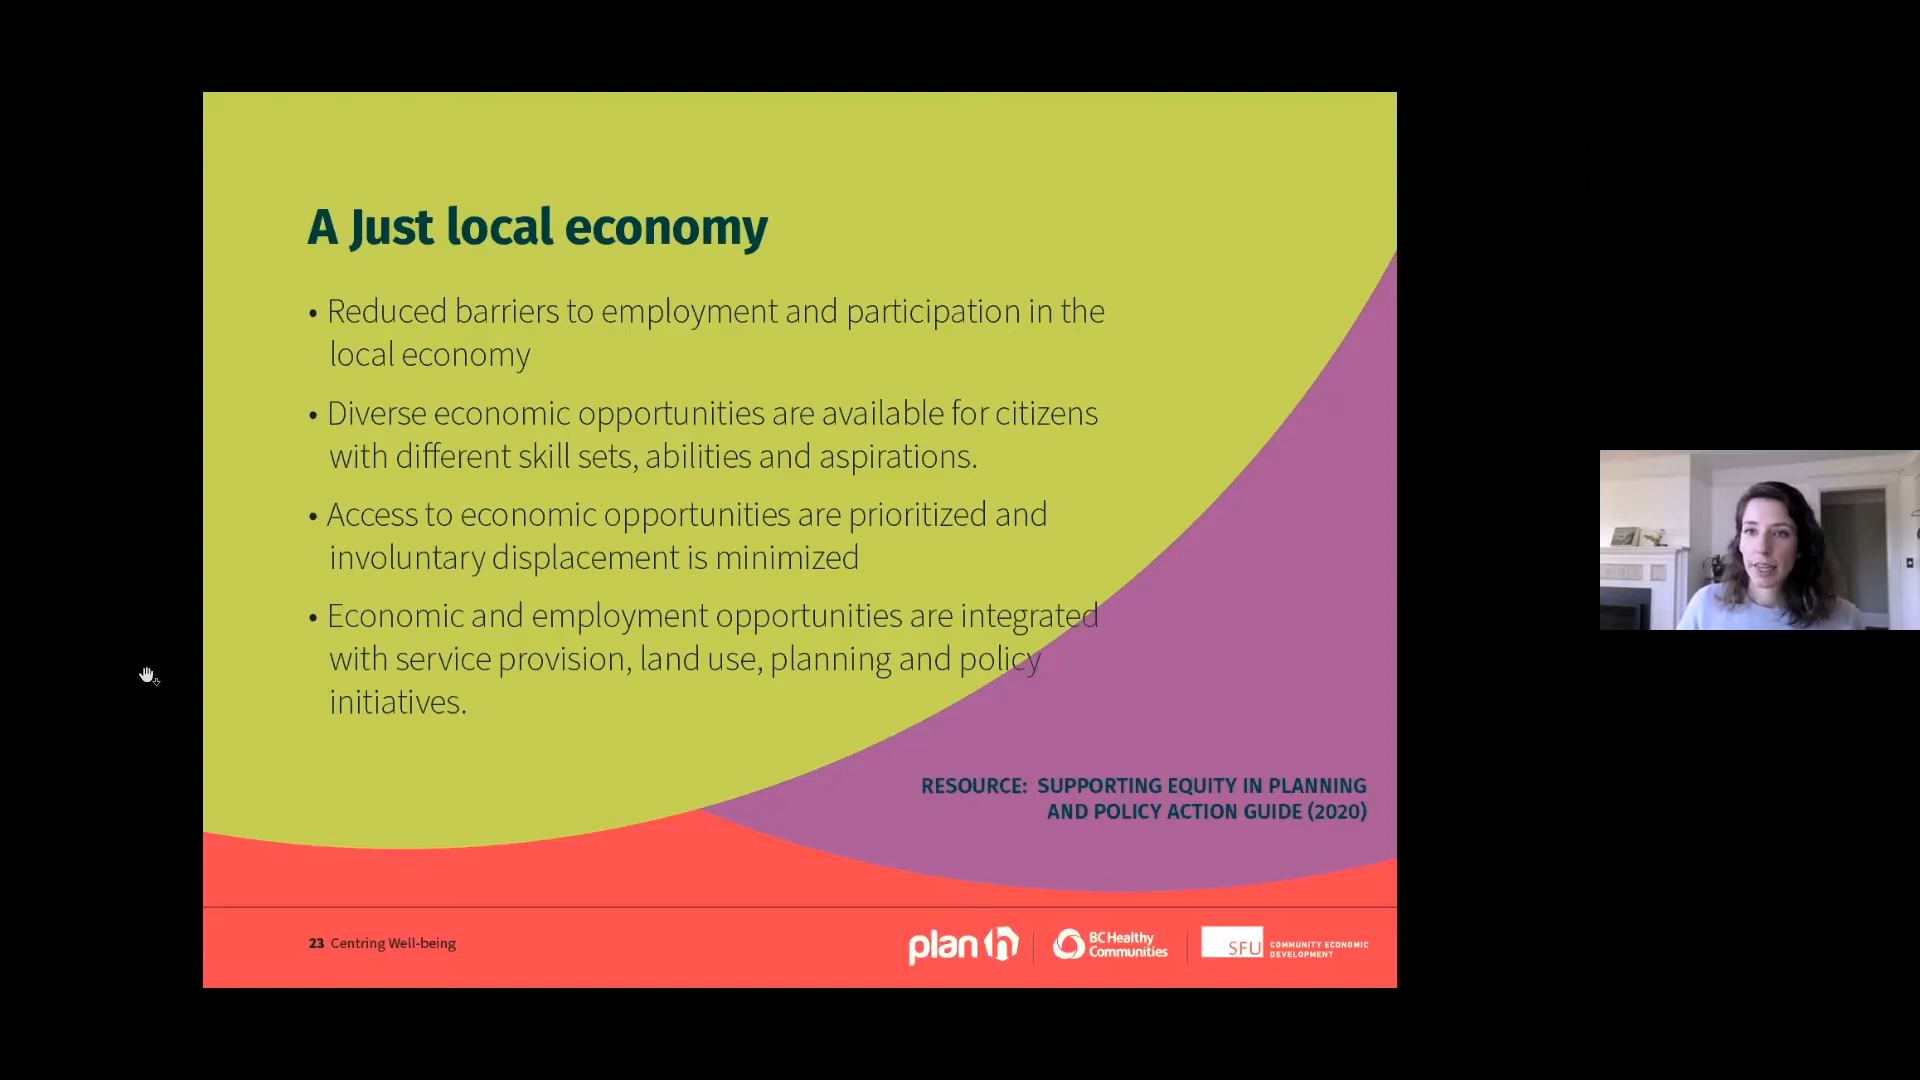 A Just local economy
• Reduced barriers to employment and participation in the
local economy
• Diverse economic opportunities are available for citizens
with different skill sets, abilities and aspirations.
• Access to economic opportunities are prioritized and
involuntary displacement is minimized
• Economic and employment opportunities are integrated
with service provision, land use, planning and policy
initiatives.
RESOURCE: SUPPORTING EQUITY IN PLANNING
AND POLICY ACTION GUIDE (2020)
23 Centring Well-being
plan h
BC Healthy
Communities
SFU
COMMUNITY ECONOMIC
DEVELOPMENT